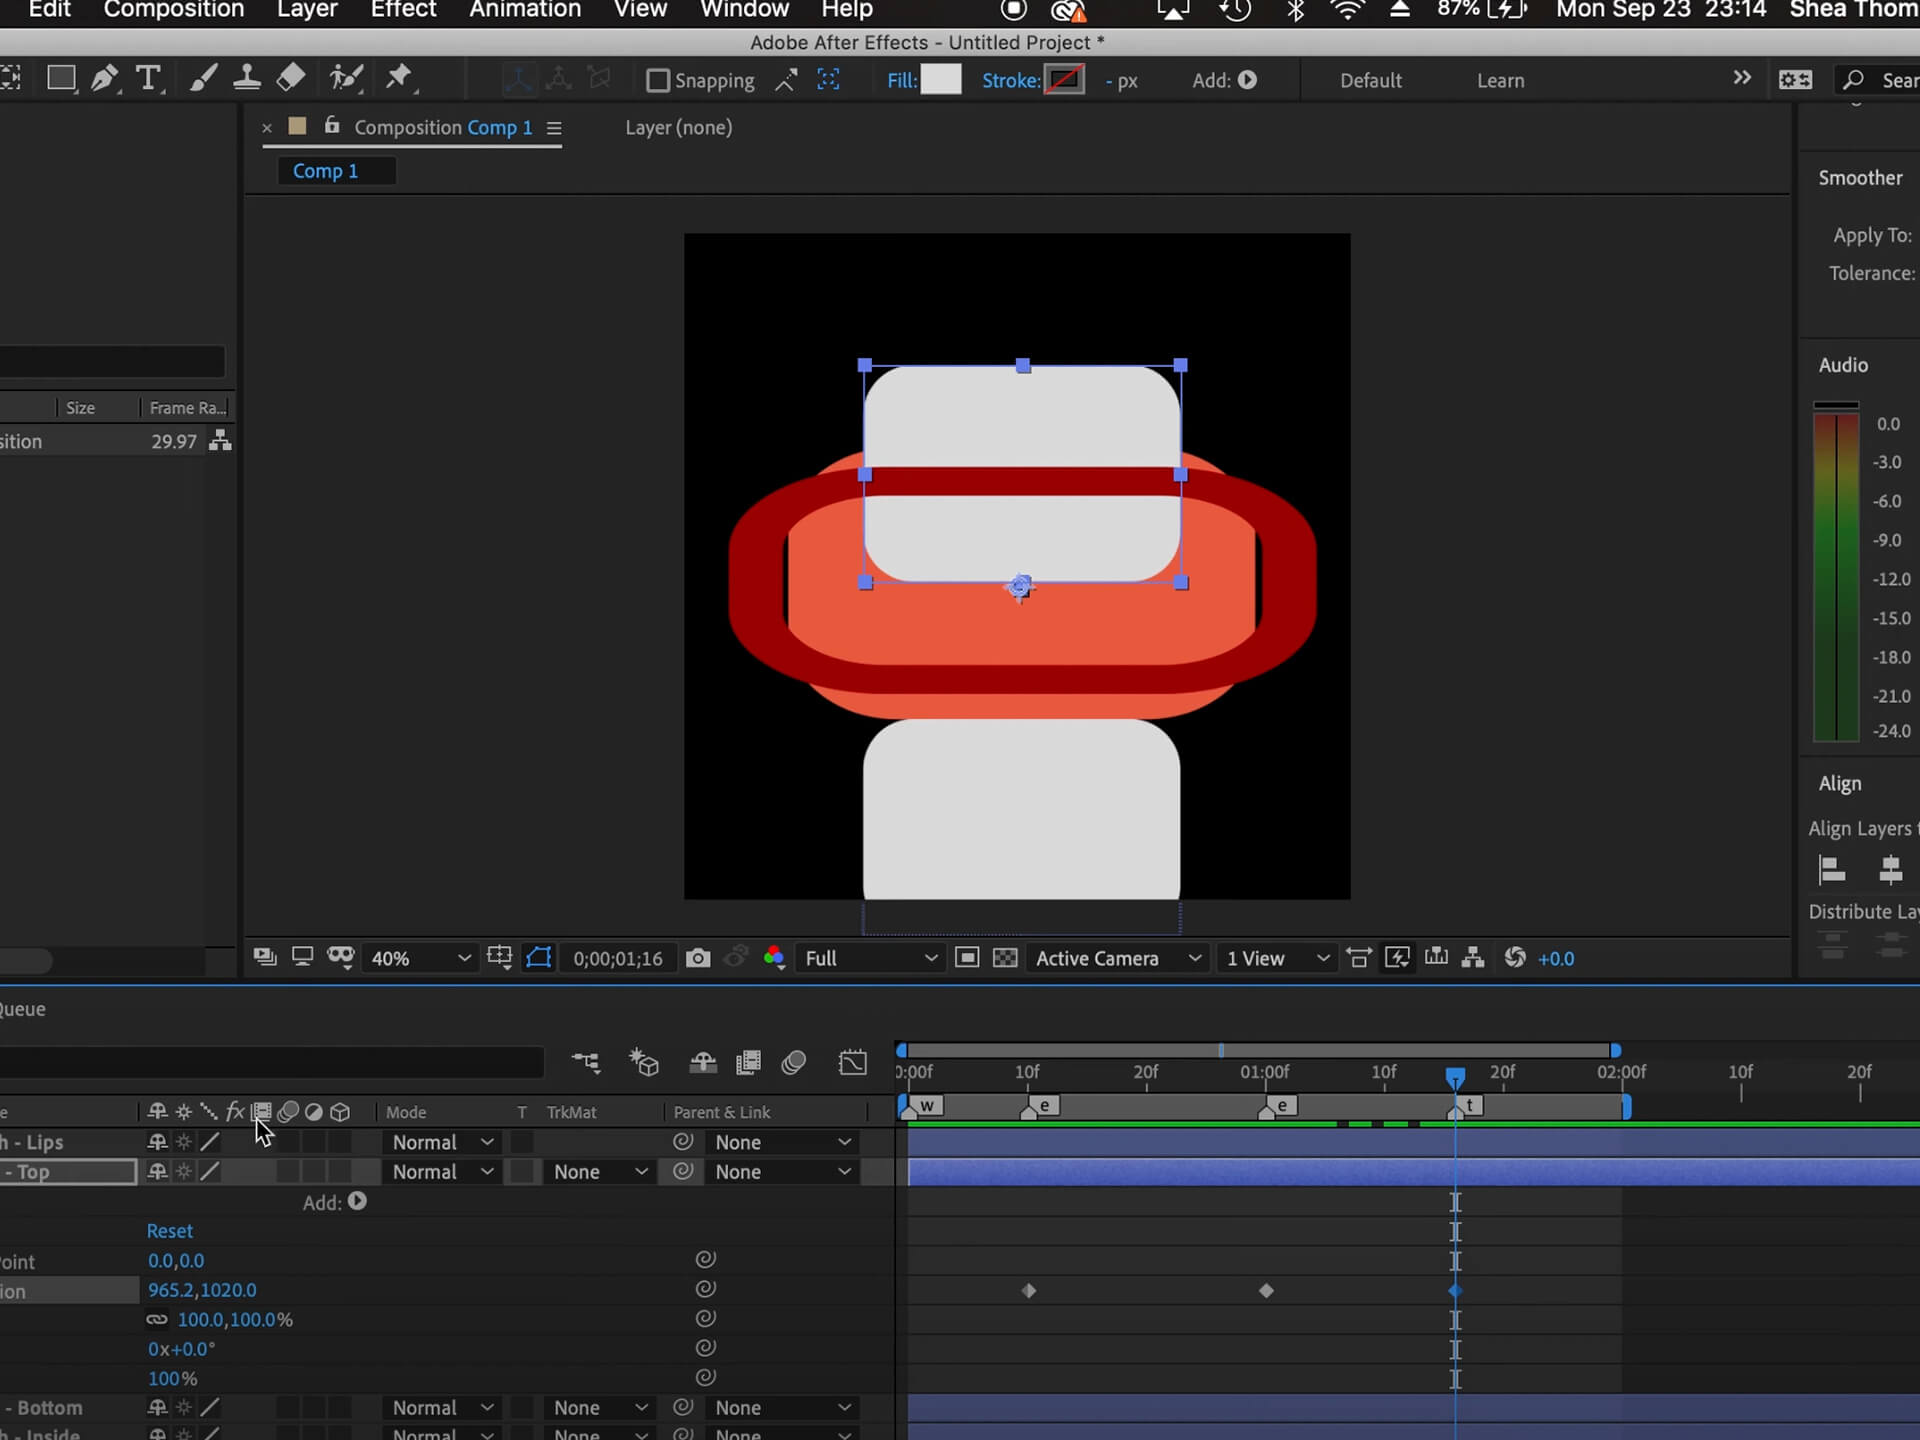 Edit Composition Layer Effect Animation View Window Help 87% Mon Sep 23 23:14 Shea Thom
Adobe After Effects - Untitled Project *
T Snapping Fill: Stroke: - px Add: Default Learn Sear
× Composition Comp 1 Layer (none)
Comp 1
Smoother
Apply To:
Tolerance:
Audio
0.0
-3.0
-6.0
-9.0
-12.0
-15.0
-18.0
-21.0
-24.0
Size Frame Ra...
sition 29.97
Align
Align Layers t
Distribute Lay
40% 0;00;01;16 Full Active Camera 1 View +0.0
Queue
0:00f 10f 20f 01:00f 10f 20f 02:00f 10f 20f
w e e t
e fx Mode T TrkMat Parent & Link
h - Lips Normal None
- Top Normal None None
Add:
Reset
Point 0.0,0.0
ion 965.2,1020.0
100.0,100.0%
0x+0.0°
100%
- Bottom Normal None None
h - Inside Normal None None